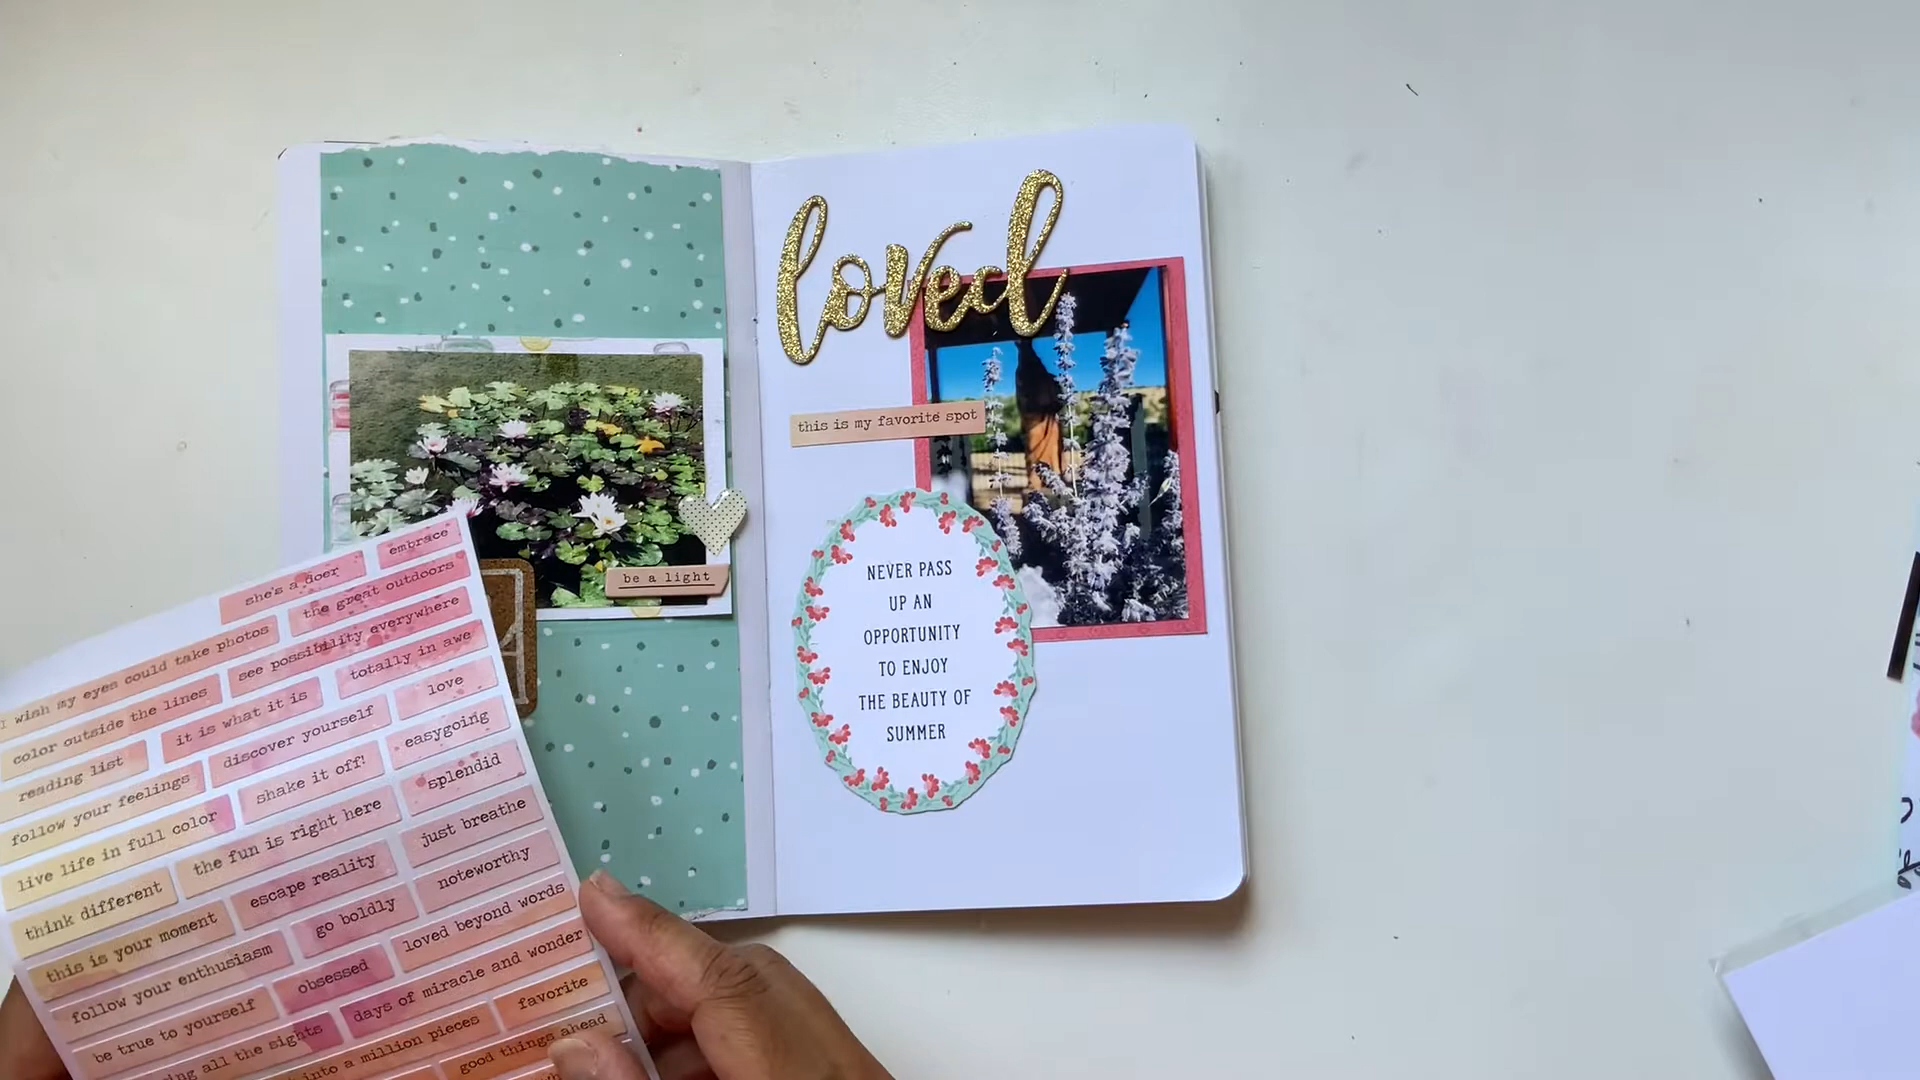 loved
this is my favorite spot
be a light
NEVER PASS
UP AN
OPPORTUNITY
TO ENJOY
THE BEAUTY OF
SUMMER
embrace
she's a doer
the great outdoors
I wish my eyes could take photos
see possibility everywhere
color outside the lines
totally in awe
it is what it is
love
reading list
discover yourself
easygoing
follow your feelings
shake it off!
splendid
live life in full color
the fun is right here
just breathe
think different
escape reality
noteworthy
this is your moment
go boldly
loved beyond words
follow your enthusiasm
obsessed
days of miracle and wonder
be true to yourself
favorite
all the sights
into a million pieces
good things ahead